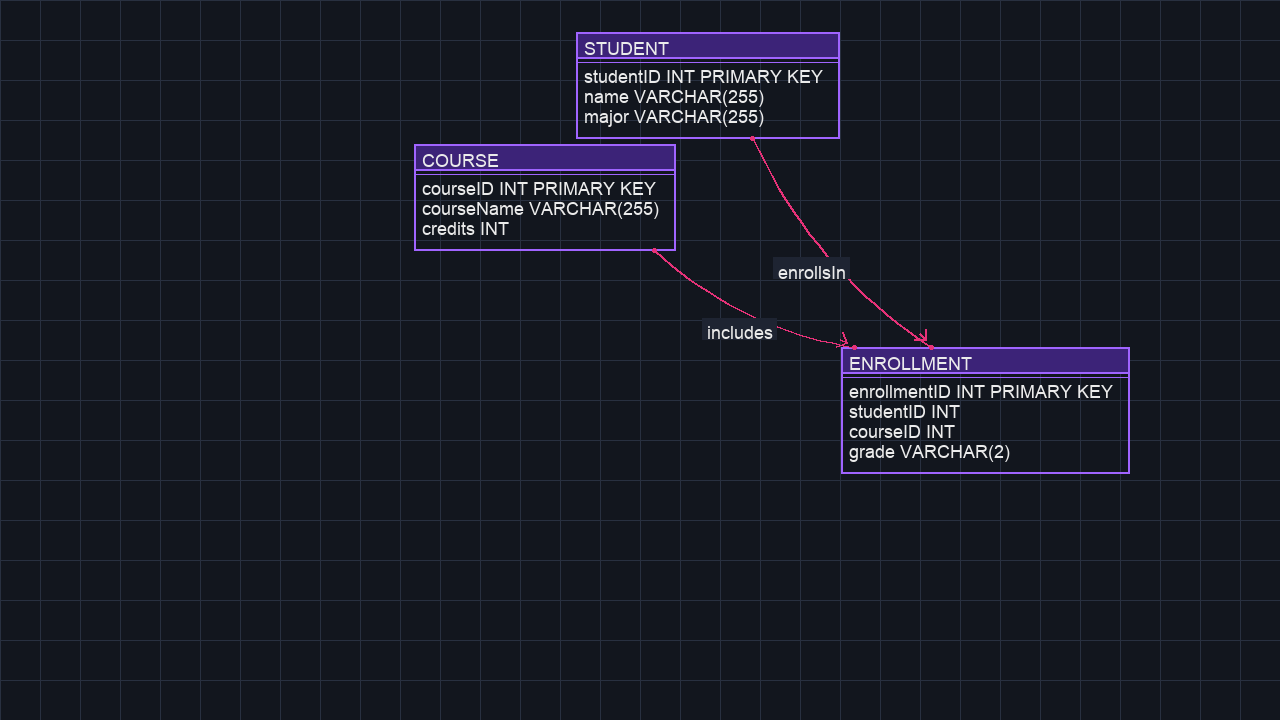 STUDENT
studentID INT PRIMARY KEY
name VARCHAR(255)
major VARCHAR(255)
COURSE
courseID INT PRIMARY KEY
courseName VARCHAR(255)
credits INT
enrollsIn
includes
ENROLLMENT
enrollmentID INT PRIMARY KEY
studentID INT
courseID INT
grade VARCHAR(2)